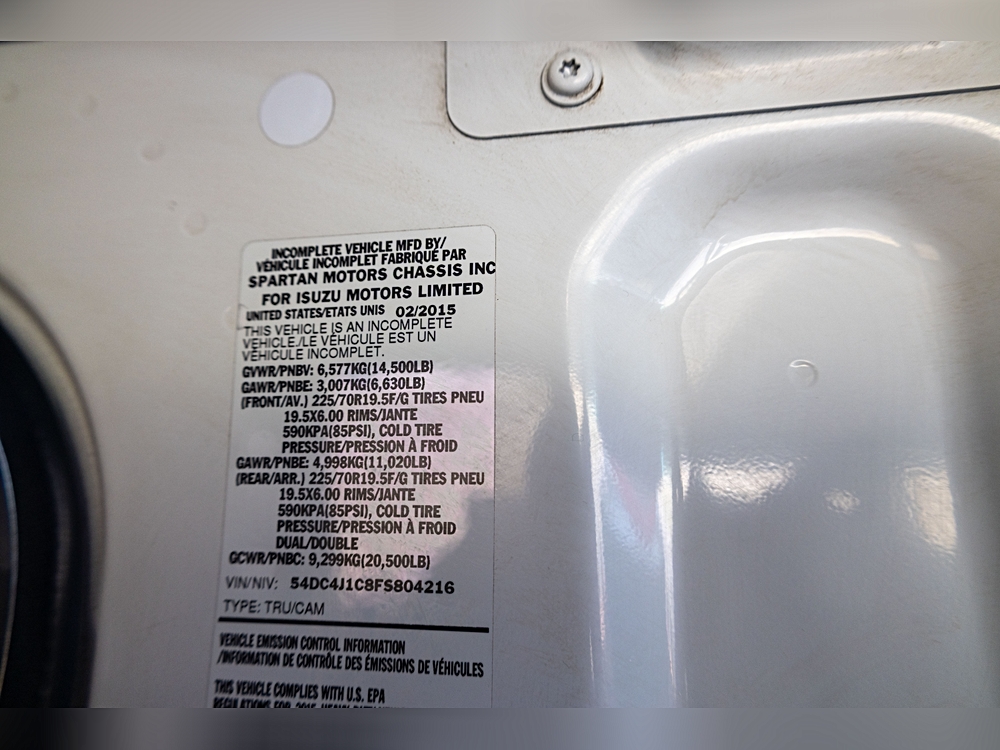 INCOMPLETE VEHICLE MFD BY/
VÉHICULE INCOMPLET FABRIQUÉ PAR
SPARTAN MOTORS CHASSIS INC
FOR ISUZU MOTORS LIMITED
UNITED STATES/ETATS UNIS 02/2015
THIS VEHICLE IS AN INCOMPLETE
VEHICLE./LE VÉHICULE EST UN
VÉHICULE INCOMPLET.
GVWR/PNBV: 6,577KG(14,500LB)
GAWR/PNBE: 3,007KG(6,630LB)
(FRONT/AV.) 225/70R19.5F/G TIRES PNEU
19.5X6.00 RIMS/JANTE
590KPA(85PSI), COLD TIRE
PRESSURE/PRESSION À FROID
GAWR/PNBE: 4,998KG(11,020LB)
(REAR/ARR.) 225/70R19.5F/G TIRES PNEU
19.5X6.00 RIMS/JANTE
590KPA(85PSI), COLD TIRE
PRESSURE/PRESSION À FROID
DUAL/DOUBLE
GCWR/PNBC: 9,299KG(20,500LB)
VIN/NIV: 54DC4J1C8FS804216
TYPE: TRU/CAM
VEHICLE EMISSION CONTROL INFORMATION
/INFORMATION DE CONTRÔLE DES ÉMISSIONS DE VÉHICULES
THIS VEHICLE COMPLIES WITH U.S. EPA
REGULATIONS FOR 2015